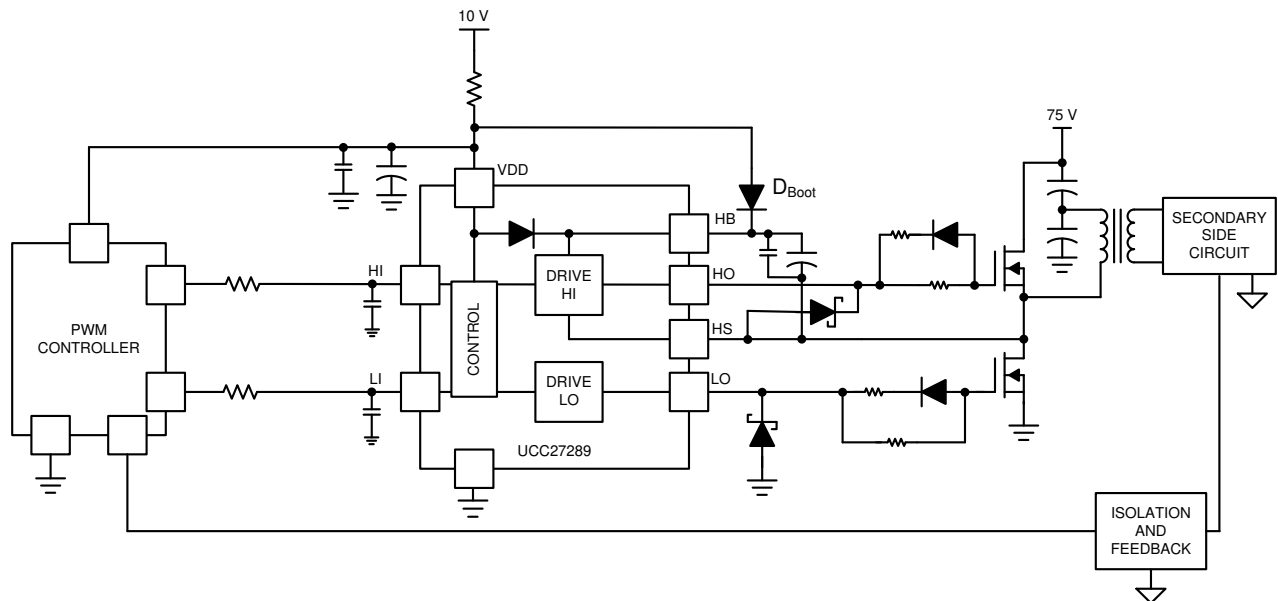 10 V
75 V
VDD
D Boot
HB
SECONDARY
SIDE
CIRCUIT
HI
DRIVE
HI
HO
PWM
CONTROLLER
CONTROL
HS
LI
DRIVE
LO
LO
UCC27289
ISOLATION
AND
FEEDBACK